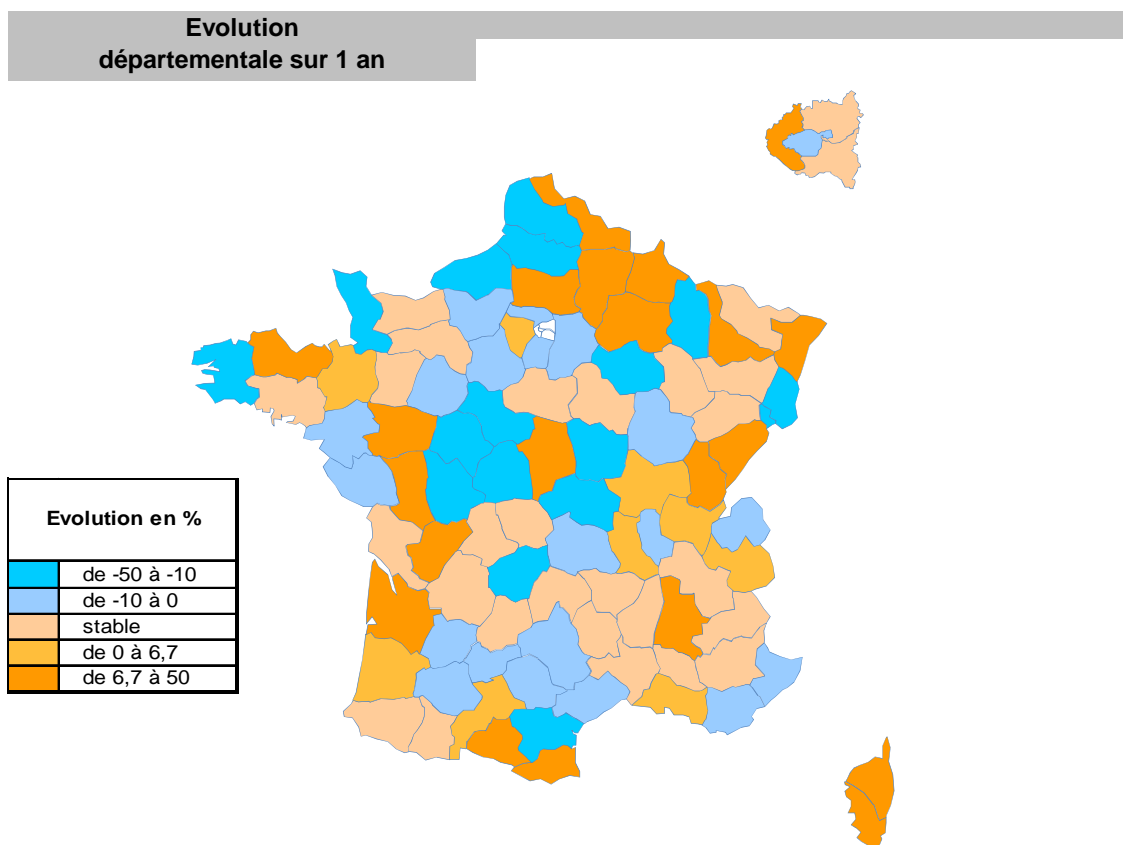 Evolution
départementale sur 1 an
Evolution en %
de -50 à -10
de -10 à 0
stable
de 0 à 6,7
de 6,7 à 50